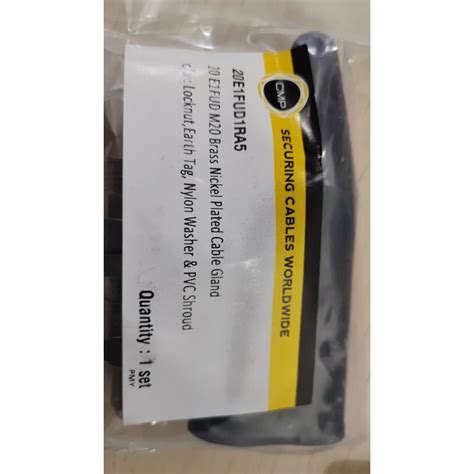 CMP
SECURING CABLES WORLDWIDE
20E1FUD1RA5
20 E1FUD M20 Brass Nickel Plated Cable Gland
c/w: Locknut,Earth Tag, Nylon Washer & PVC Shroud
Quantity : 1 set
PMY